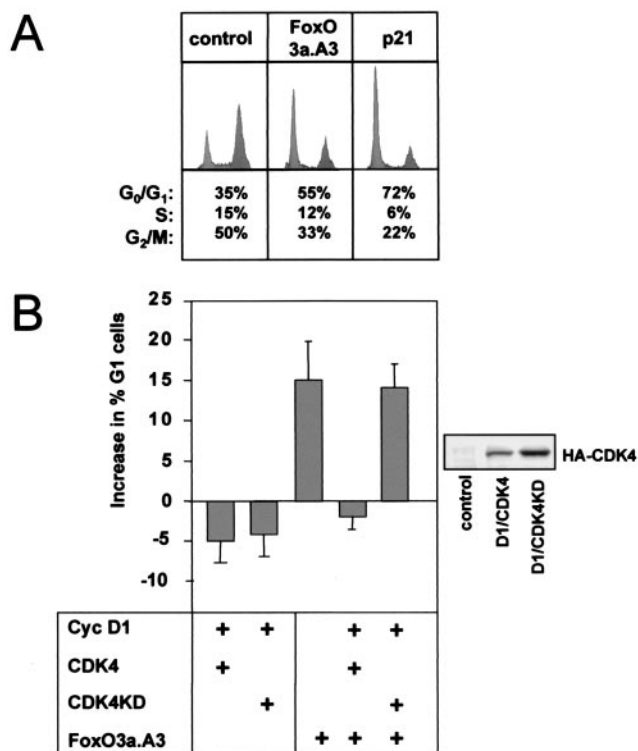 A
control
FoxO
3a.A3
p21
G0/G1: 35% 55% 72%
S: 15% 12% 6%
G2/M: 50% 33% 22%
B
Increase in % G1 cells
25
20
15
10
5
0
-5
-10
HA-CDK4
control
D1/CDK4
D1/CDK4KD
Cyc D1 + + + +
CDK4 + +
CDK4KD + +
FoxO3a.A3 + + +